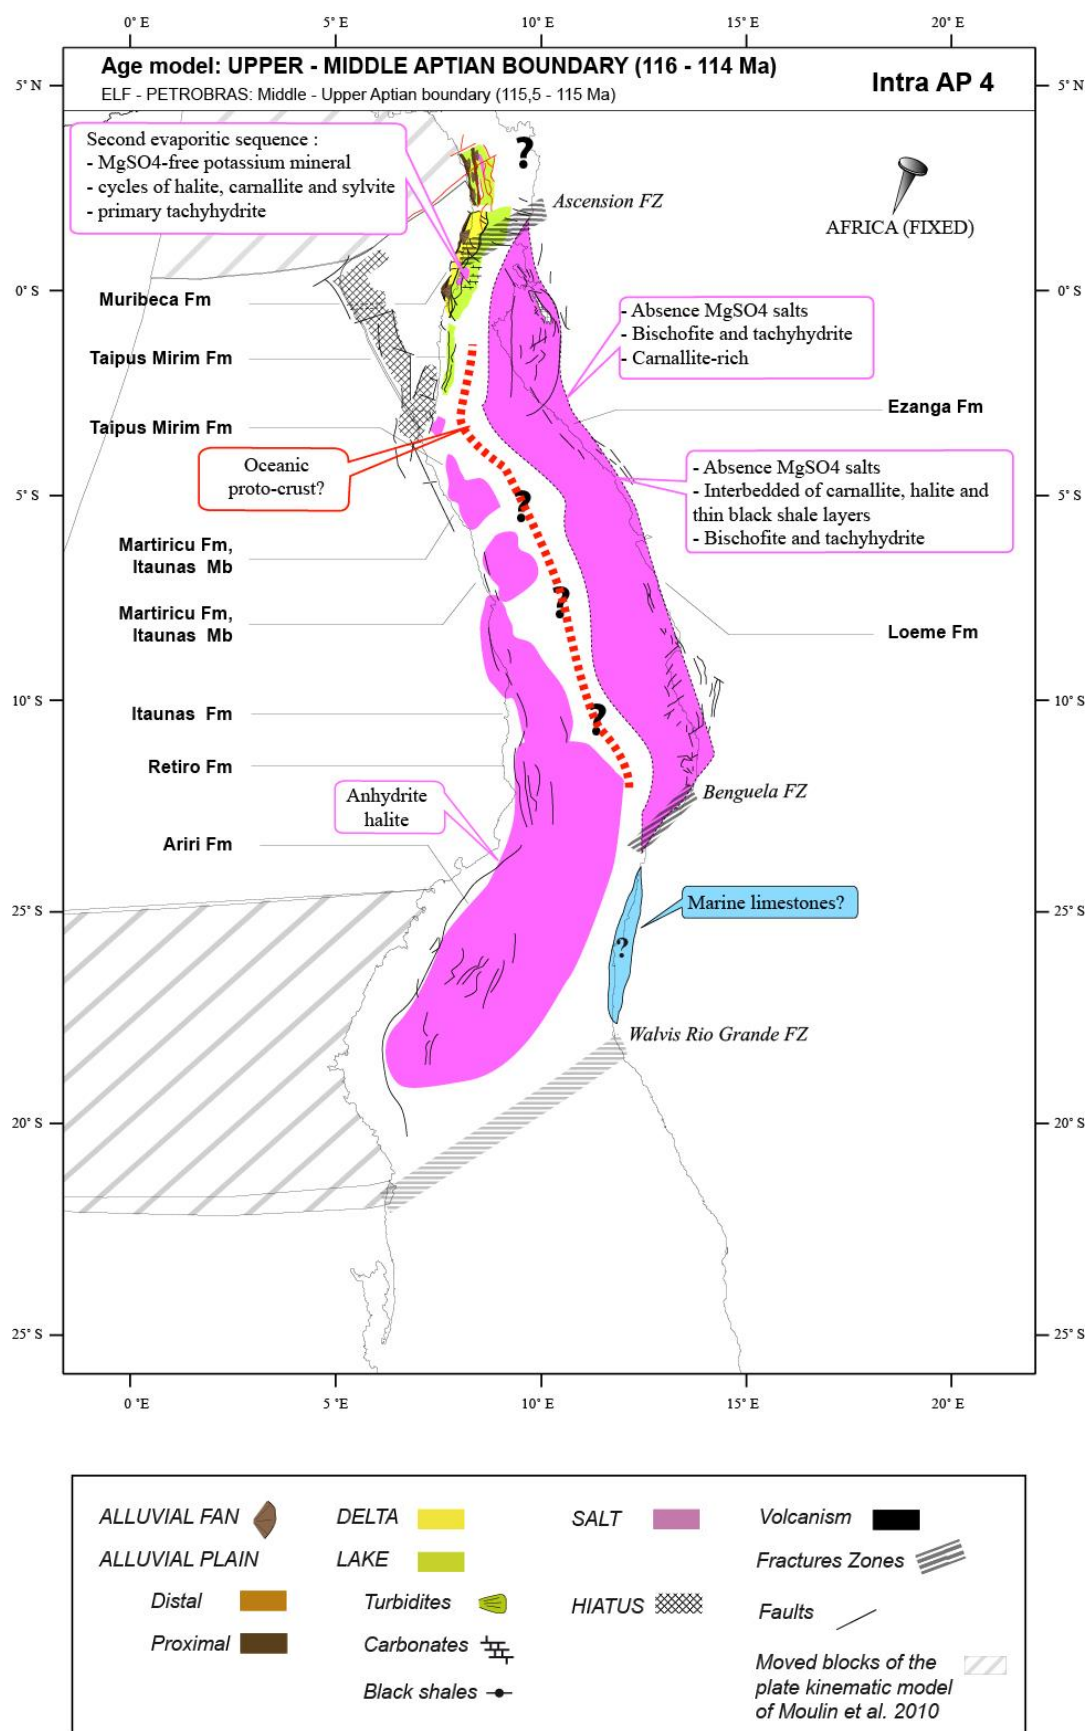 0° E
5° E
10° E
15° E
20° E
Age model: UPPER - MIDDLE APTIAN BOUNDARY (116 - 114 Ma)
ELF - PETROBRAS: Middle - Upper Aptian boundary (115,5 - 115 Ma)
Intra AP 4
5° N
5° N
Second evaporitic sequence :
- MgSO4-free potassium mineral
- cycles of halite, carnallite and sylvite
- primary tachyhydrite
?
Ascension FZ
AFRICA (FIXED)
0° S
0° S
Muribeca Fm
- Absence MgSO4 salts
- Bischofite and tachyhydrite
- Carnallite-rich
Taipus Mirim Fm
Ezanga Fm
Taipus Mirim Fm
Oceanic
proto-crust?
- Absence MgSO4 salts
- Interbedded of carnallite, halite and
thin black shale layers
- Bischofite and tachyhydrite
5° S
5° S
?
Martiricu Fm,
Itaunas Mb
?
Martiricu Fm,
Itaunas Mb
Loeme Fm
10° S
10° S
Itaunas Fm
?
Retiro Fm
Benguela FZ
Anhydrite
halite
Ariri Fm
25° S
25° S
Marine limestones?
?
Walvis Rio Grande FZ
20° S
20° S
25° S
25° S
0° E
5° E
10° E
15° E
20° E
ALLUVIAL FAN
DELTA
SALT
Volcanism
ALLUVIAL PLAIN
LAKE
Fractures Zones
Distal
Turbidites
HIATUS
Faults
Proximal
Carbonates
Moved blocks of the
plate kinematic model
of Moulin et al. 2010
Black shales